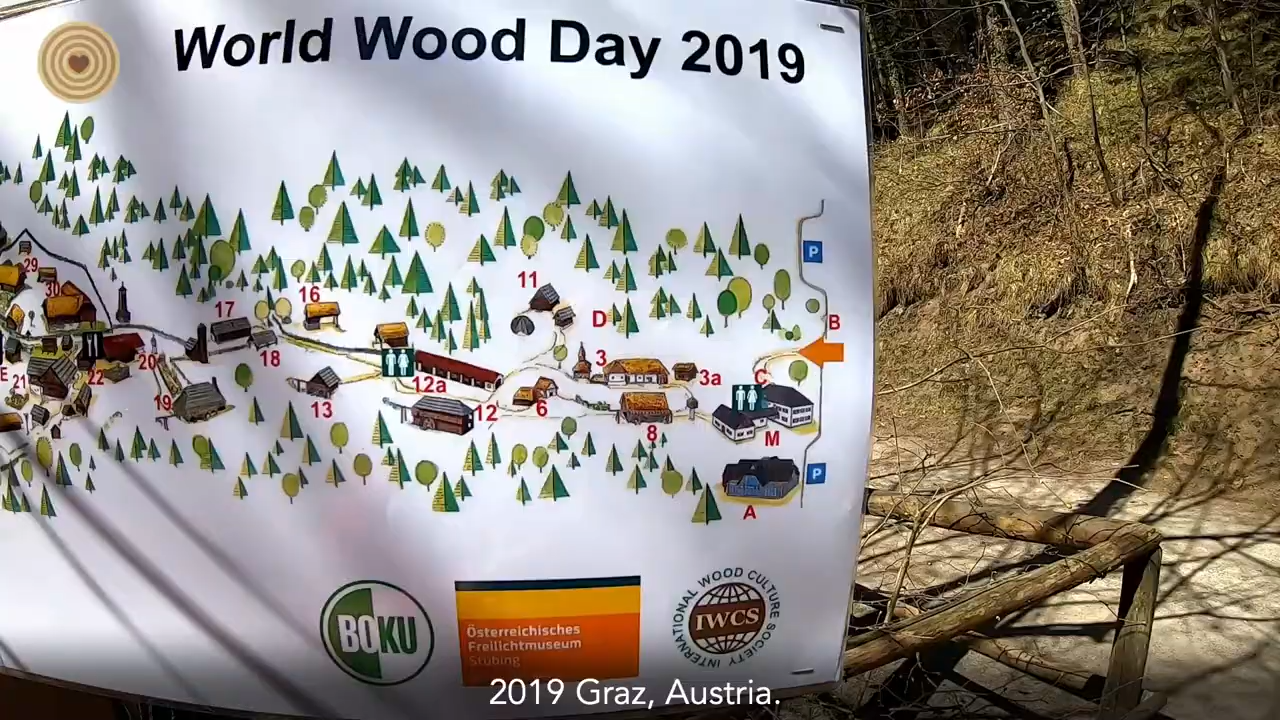 World Wood Day 2019
29
30
11
16
17
D
B
20
18
3
E
21
22
12a
3a
C
P
19
13
12
6
8
M
P
A
BOKU
Österreichisches
Freilichtmuseum
Stübing
INTERNATIONAL WOOD CULTURE SOCIETY
IWCS
2019 Graz, Austria.